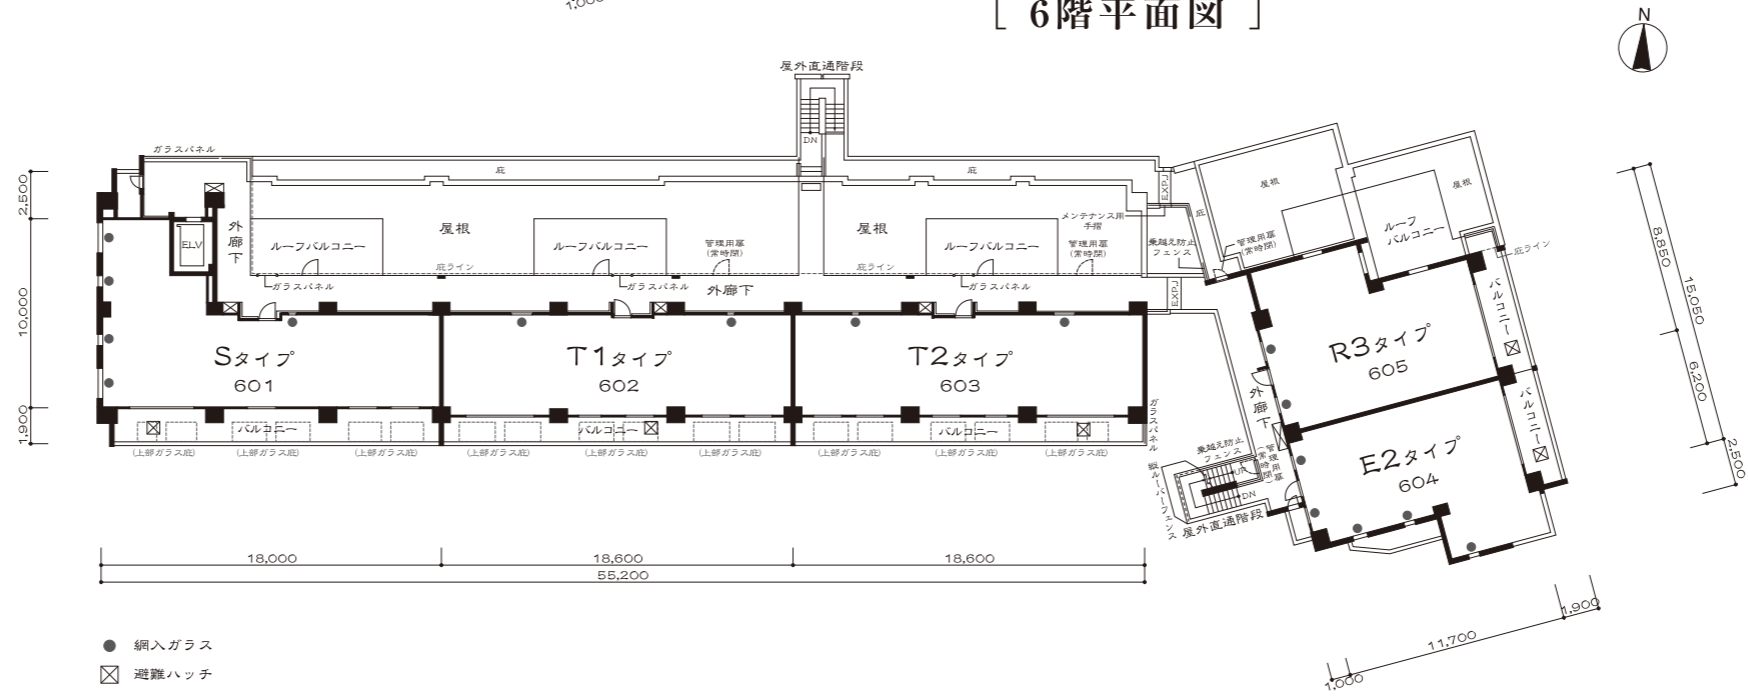 1,000
［ 6階平面図 ］
N
屋外直通階段
DN
ガラスパネル
庇
庇
EXP.J
屋根
屋根
ルーフ
バルコニー
庇
庇ライン
メンテナンス用
手摺
乗越え防止
フェンス
管理用扉
(常時閉)
2,500
ELV
外廊下
屋根
屋根
ルーフバルコニー
ルーフバルコニー
管理用扉
(常時閉)
ルーフバルコニー
管理用扉
(常時閉)
庇ライン
庇ライン
ガラスパネル
ガラスパネル
外廊下
ガラスパネル
EXP.J
10,000
Sタイプ
601
T1タイプ
602
T2タイプ
603
R3タイプ
605
バルコニー
外廊下
E2タイプ
604
バルコニー
8,850
15,050
6,200
2,500
1,900
バルコニー
バルコニー
バルコニー
ガラスパネル
(上部ガラス庇)
(上部ガラス庇)
(上部ガラス庇)
(上部ガラス庇)
(上部ガラス庇)
(上部ガラス庇)
(上部ガラス庇)
(上部ガラス庇)
(上部ガラス庇)
乗越え防止
フェンス
管理用扉
(常時閉)
UP
DN
縦ルーバーフェンス
屋外直通階段
18,000
18,600
18,600
55,200
1,900
11,700
1,000
網入ガラス
避難ハッチ